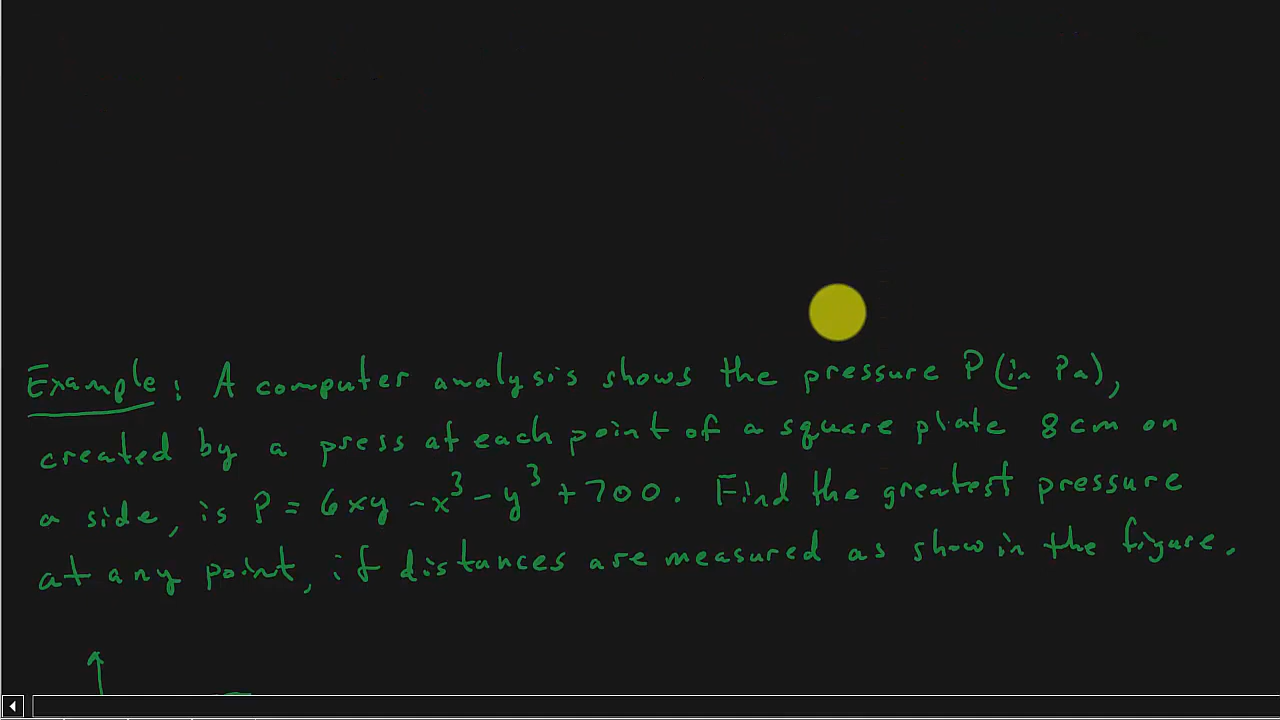 Example: A computer analysis shows the pressure P (in Pa),
created by a press at each point of a square plate 8 cm on
a side, is P = 6xy - x³ - y³ + 700. Find the greatest pressure
at any point, if distances are measured as show in the figure.